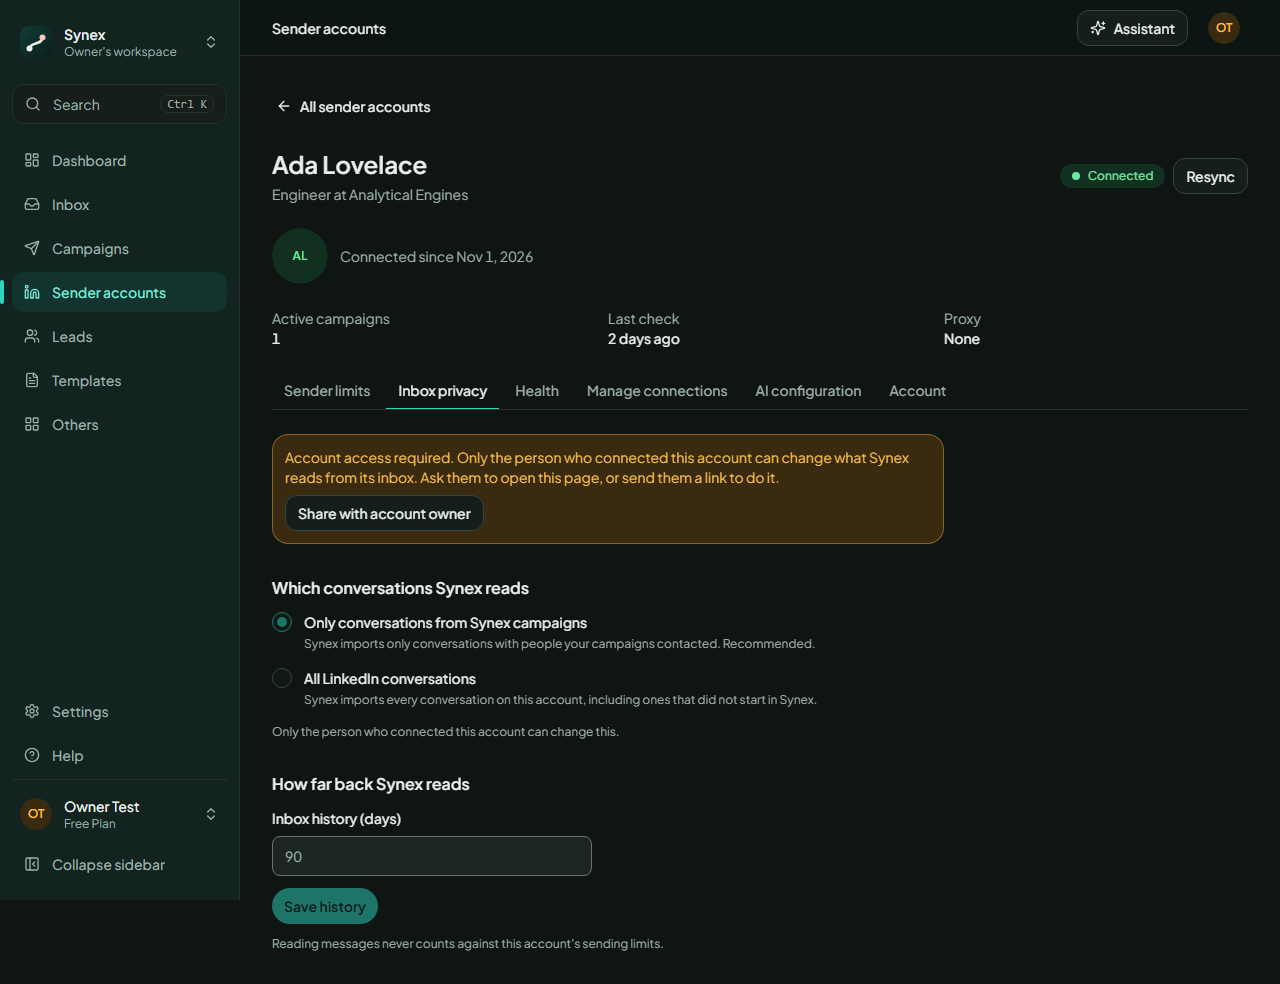 Synex
Owner's workspace
Search
Ctrl K
Dashboard
Inbox
Campaigns
Sender accounts
Leads
Templates
Others
Settings
Help
OT
Owner Test
Free Plan
Collapse sidebar
Sender accounts
Assistant
OT
All sender accounts
Ada Lovelace
Engineer at Analytical Engines
Connected
Resync
AL
Connected since Nov 1, 2026
Active campaigns
1
Last check
2 days ago
Proxy
None
Sender limits
Inbox privacy
Health
Manage connections
AI configuration
Account
Account access required. Only the person who connected this account can change what Synex
reads from its inbox. Ask them to open this page, or send them a link to do it.
Share with account owner
Which conversations Synex reads
Only conversations from Synex campaigns
Synex imports only conversations with people your campaigns contacted. Recommended.
All LinkedIn conversations
Synex imports every conversation on this account, including ones that did not start in Synex.
Only the person who connected this account can change this.
How far back Synex reads
Inbox history (days)
90
Save history
Reading messages never counts against this account's sending limits.